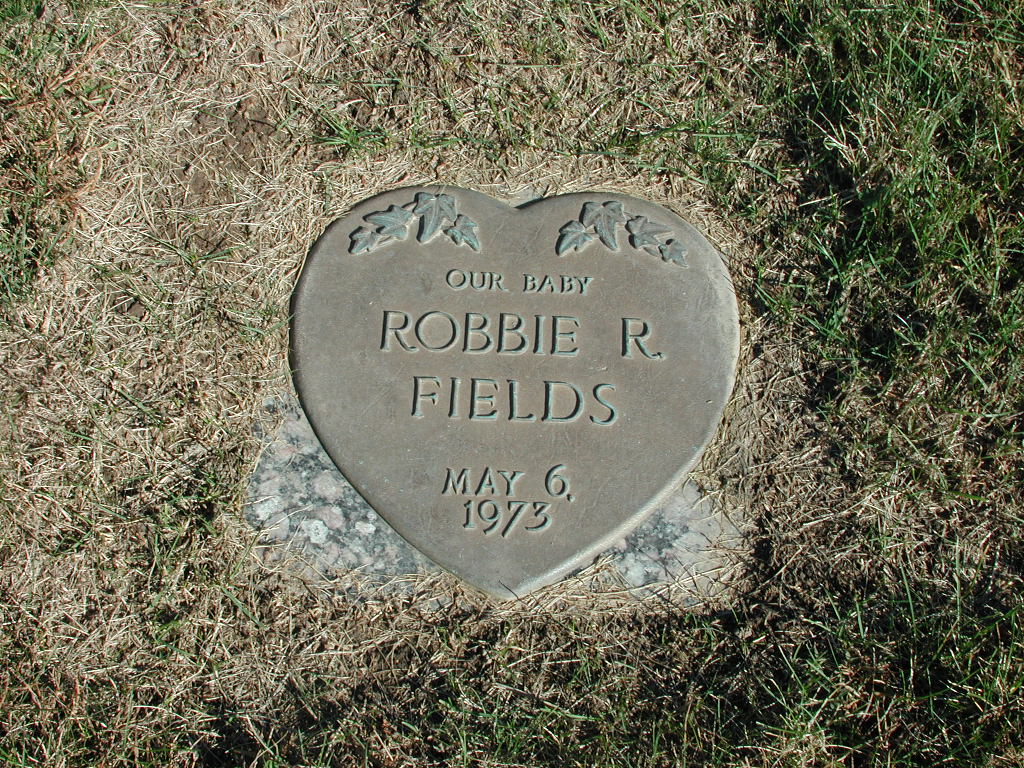 OUR BABY
ROBBIE R.
FIELDS
MAY 6,
1973